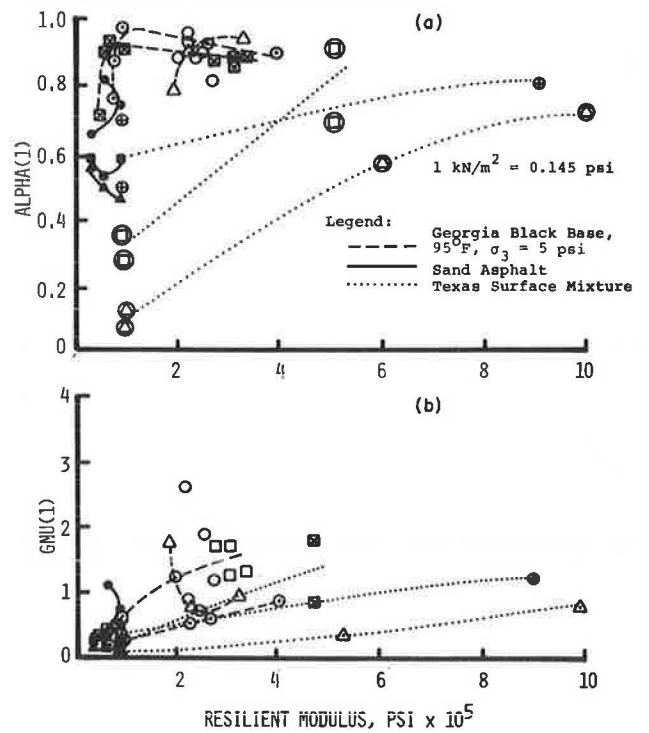 (a)
1.0
0.8
0.6
0.4
0.2
0
ALPHA(1)
1 kN/m² = 0.145 psi
Legend:
Georgia Black Base,
95°F, σ₃ = 5 psi
Sand Asphalt
Texas Surface Mixture
2 4 6 8 10
(b)
4
3
2
1
0
GNU(1)
2 4 6 8 10
RESILIENT MODULUS, PSI x 10⁵